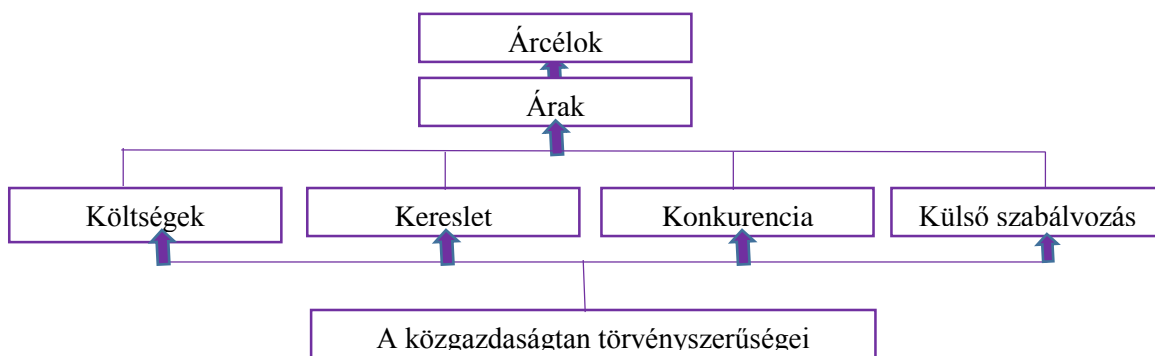 Árcélok
Árak
Költségek
Kereslet
Konkurencia
Külső szabálvozás
A közgazdaságtan törvényszerűségei